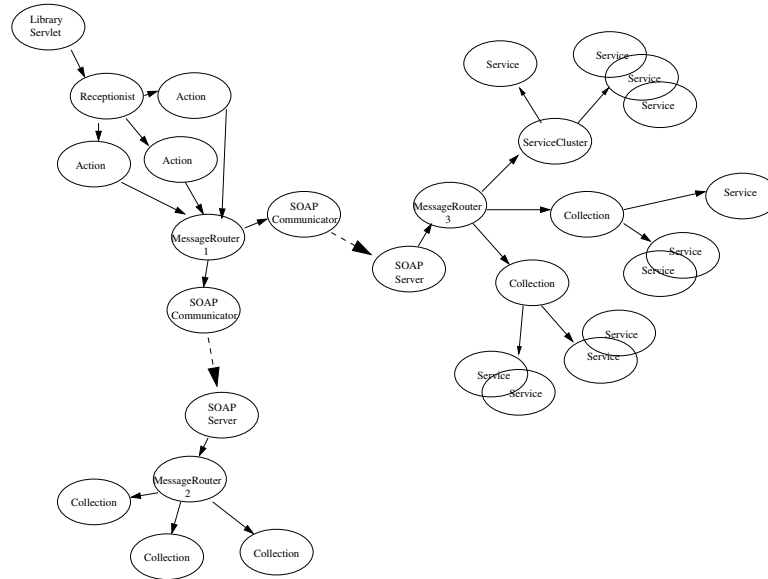 Library
Servlet
Receptionist
Action
Action
Action
MessageRouter
1
SOAP
Communicator
SOAP
Communicator
SOAP
Server
MessageRouter
2
Collection
Collection
Collection
SOAP
Server
MessageRouter
3
ServiceCluster
Service
Service
Service
Service
Collection
Service
Service
Service
Collection
Service
Service
Service
Service